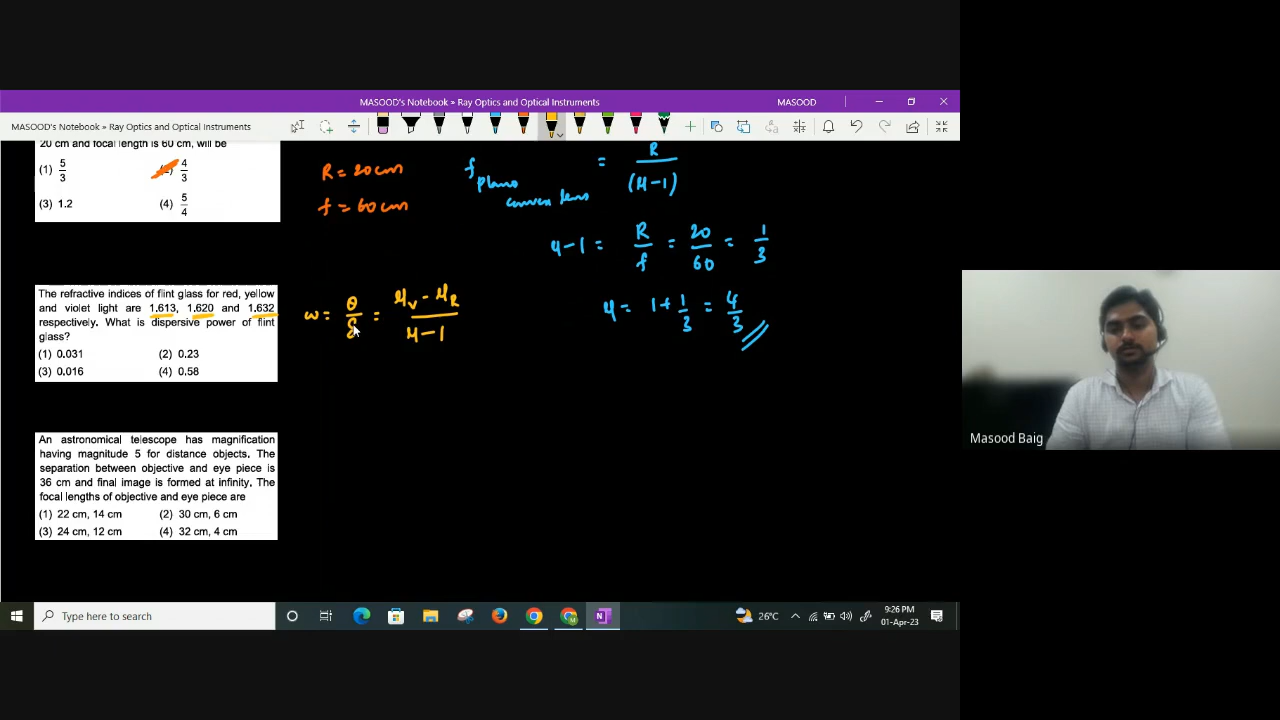 MASOOD's Notebook » Ray Optics and Optical Instruments
MASOOD
MASOOD's Notebook » Ray Optics and Optical Instruments
20 cm and focal length is 60 cm, will be
(1) 5/3
(2) 4/3
(3) 1.2
(4) 5/4
R = 20 cm
f = 60 cm
f plano convex lens = R/(μ-1)
μ-1 = R/f = 20/60 = 1/3
μ = 1+1/3 = 4/3
The refractive indices of flint glass for red, yellow
and violet light are 1.613, 1.620 and 1.632
respectively. What is dispersive power of flint
glass?
(1) 0.031 (2) 0.23
(3) 0.016 (4) 0.58
ω = θ/δ = μv - μR / μ-1
An astronomical telescope has magnification
having magnitude 5 for distance objects. The
separation between objective and eye piece is
36 cm and final image is formed at infinity. The
focal lengths of objective and eye piece are
(1) 22 cm, 14 cm (2) 30 cm, 6 cm
(3) 24 cm, 12 cm (4) 32 cm, 4 cm
Masood Baig
Type here to search
26°C
9:26 PM
01-Apr-23